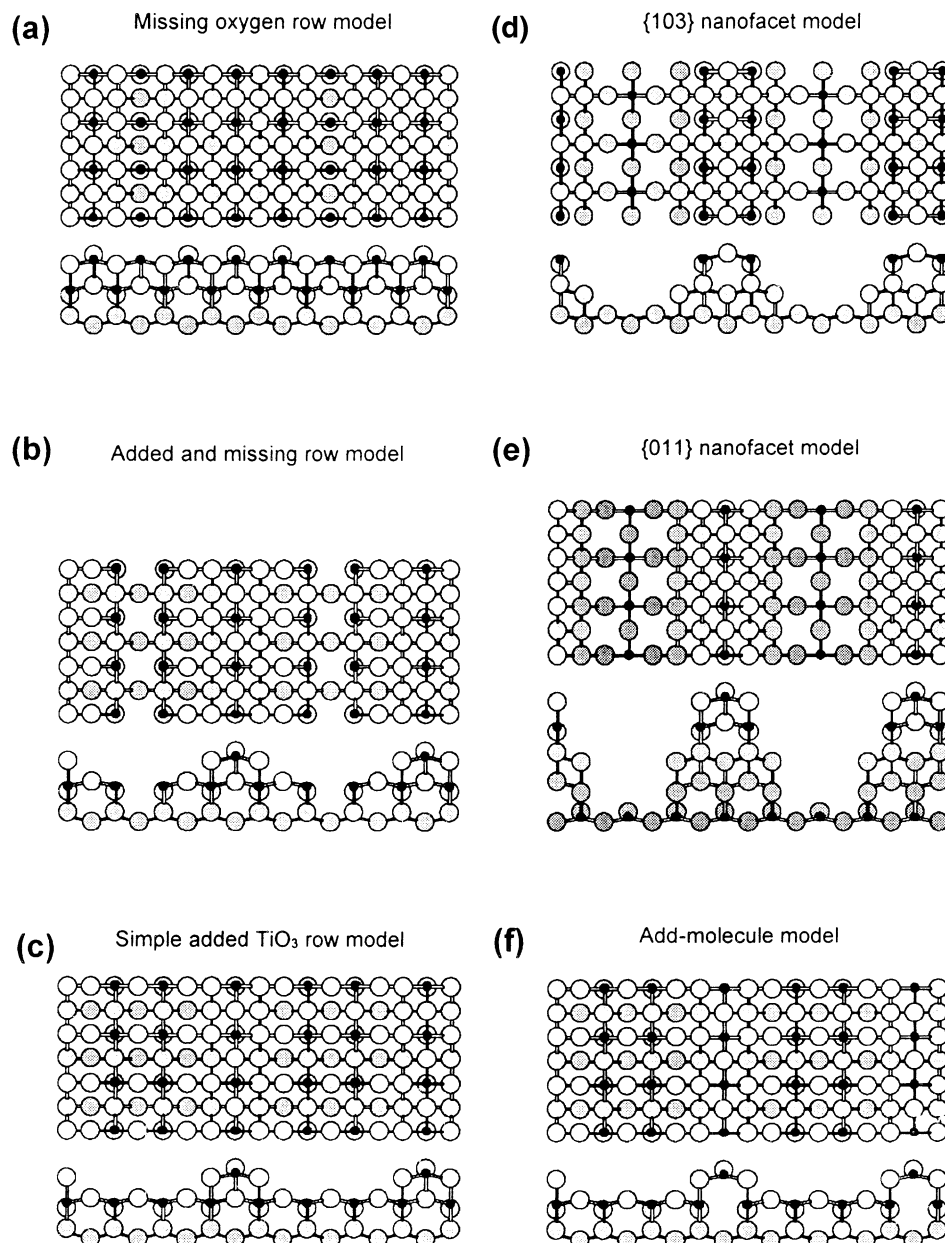 (a) Missing oxygen row model
(d) {103} nanofacet model
(b) Added and missing row model
(e) {011} nanofacet model
(c) Simple added TiO₃ row model
(f) Add-molecule model